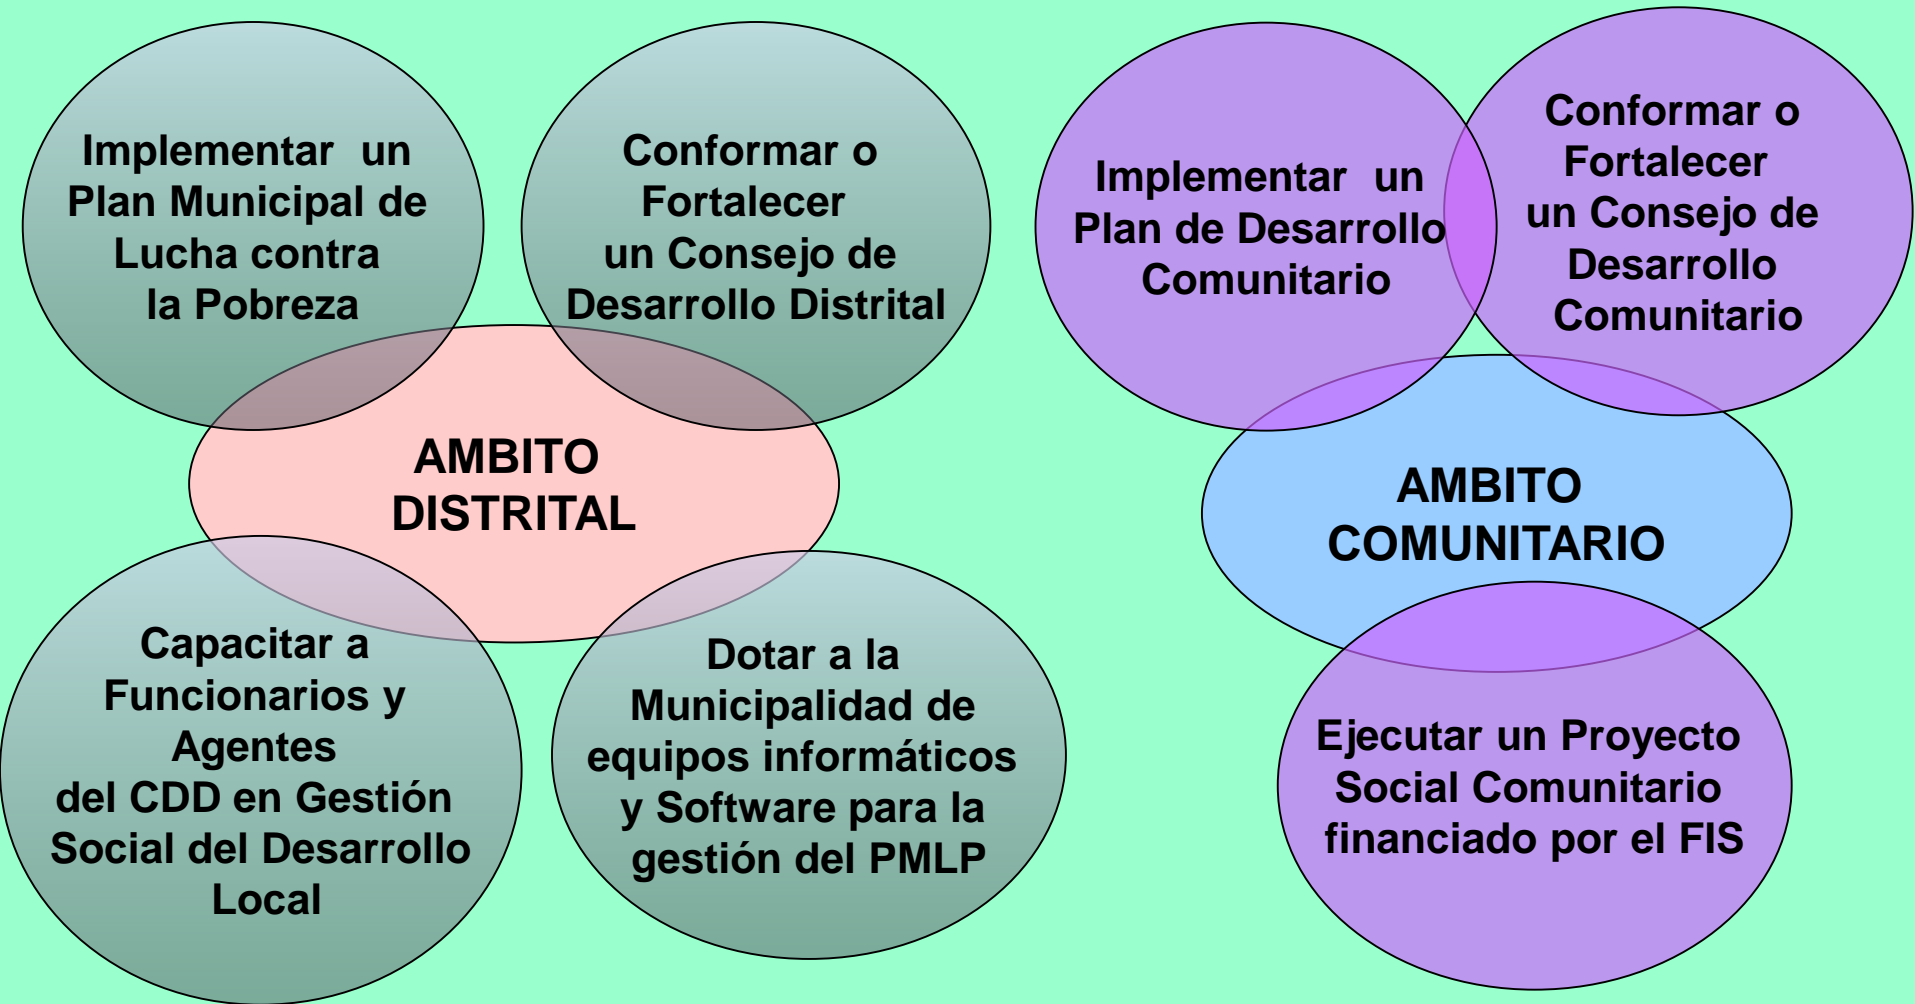 Implementar un
Plan Municipal de
Lucha contra
la Pobreza
Conformar o
Fortalecer
un Consejo de
Desarrollo Distrital
AMBITO
DISTRITAL
Capacitar a
Funcionarios y
Agentes
del CDD en Gestión
Social del Desarrollo
Local
Dotar a la
Municipalidad de
equipos informáticos
y Software para la
gestión del PMLP
Implementar un
Plan de Desarrollo
Comunitario
Conformar o
Fortalecer
un Consejo de
Desarrollo
Comunitario
AMBITO
COMUNITARIO
Ejecutar un Proyecto
Social Comunitario
financiado por el FIS